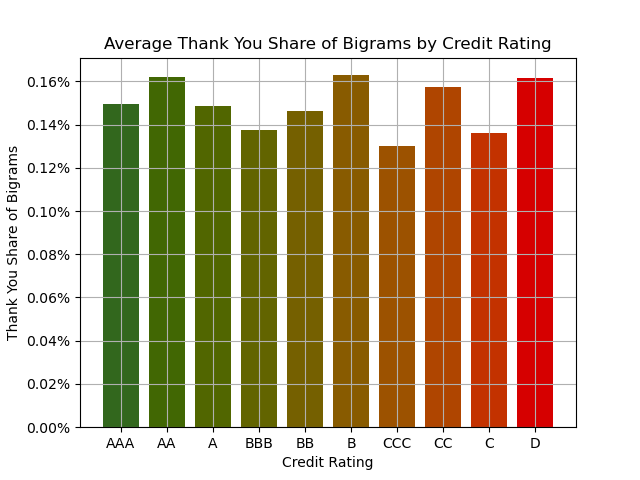 Average Thank You Share of Bigrams by Credit Rating
Thank You Share of Bigrams
0.16%
0.14%
0.12%
0.10%
0.08%
0.06%
0.04%
0.02%
0.00%
AAA AA A BBB BB B CCC CC C D
Credit Rating